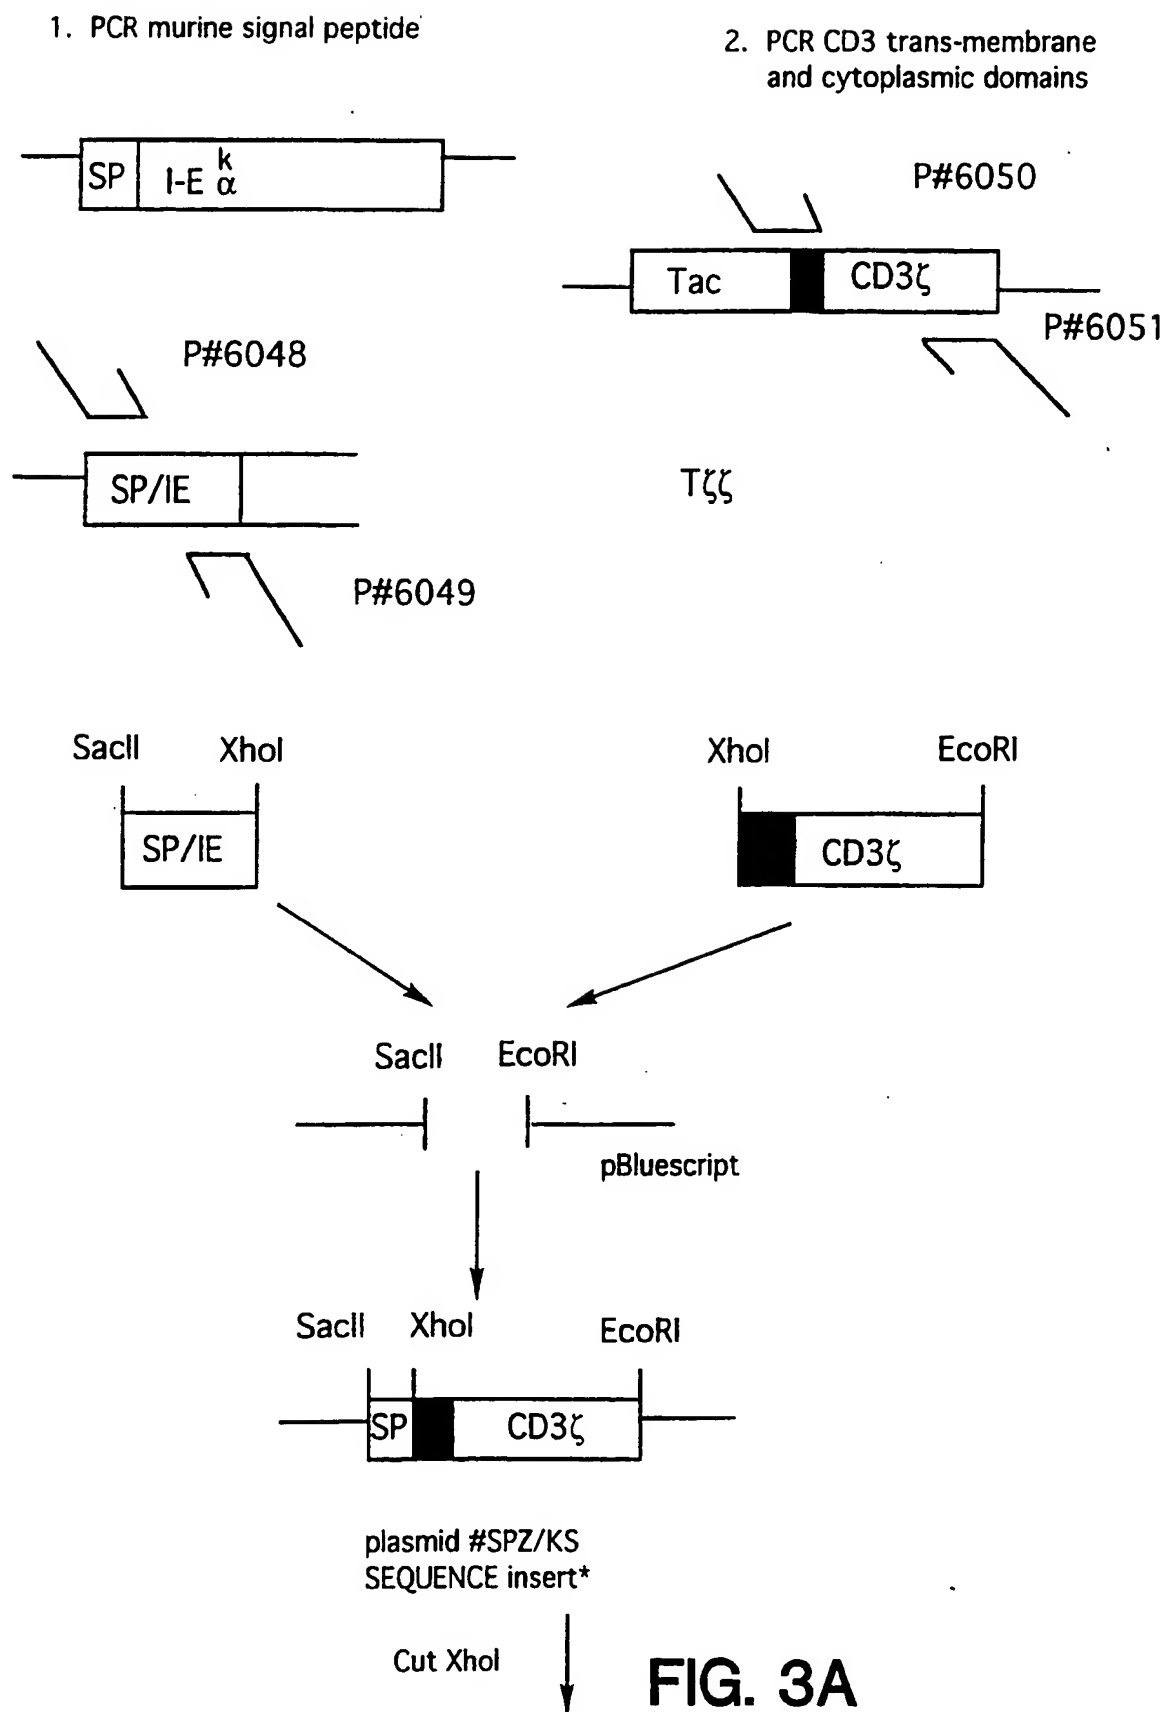 1. PCR murine signal peptide
2. PCR CD3 trans-membrane
and cytoplasmic domains
SP
I-E k α
P#6050
Tac
CD3ζ
P#6051
P#6048
SP/IE
Tζζ
P#6049
SacII
XhoI
XhoI
EcoRI
SP/IE
CD3ζ
SacII
EcoRI
pBluescript
SacII
XhoI
EcoRI
SP
CD3ζ
plasmid #SPZ/KS
SEQUENCE insert*
Cut XhoI
FIG. 3A